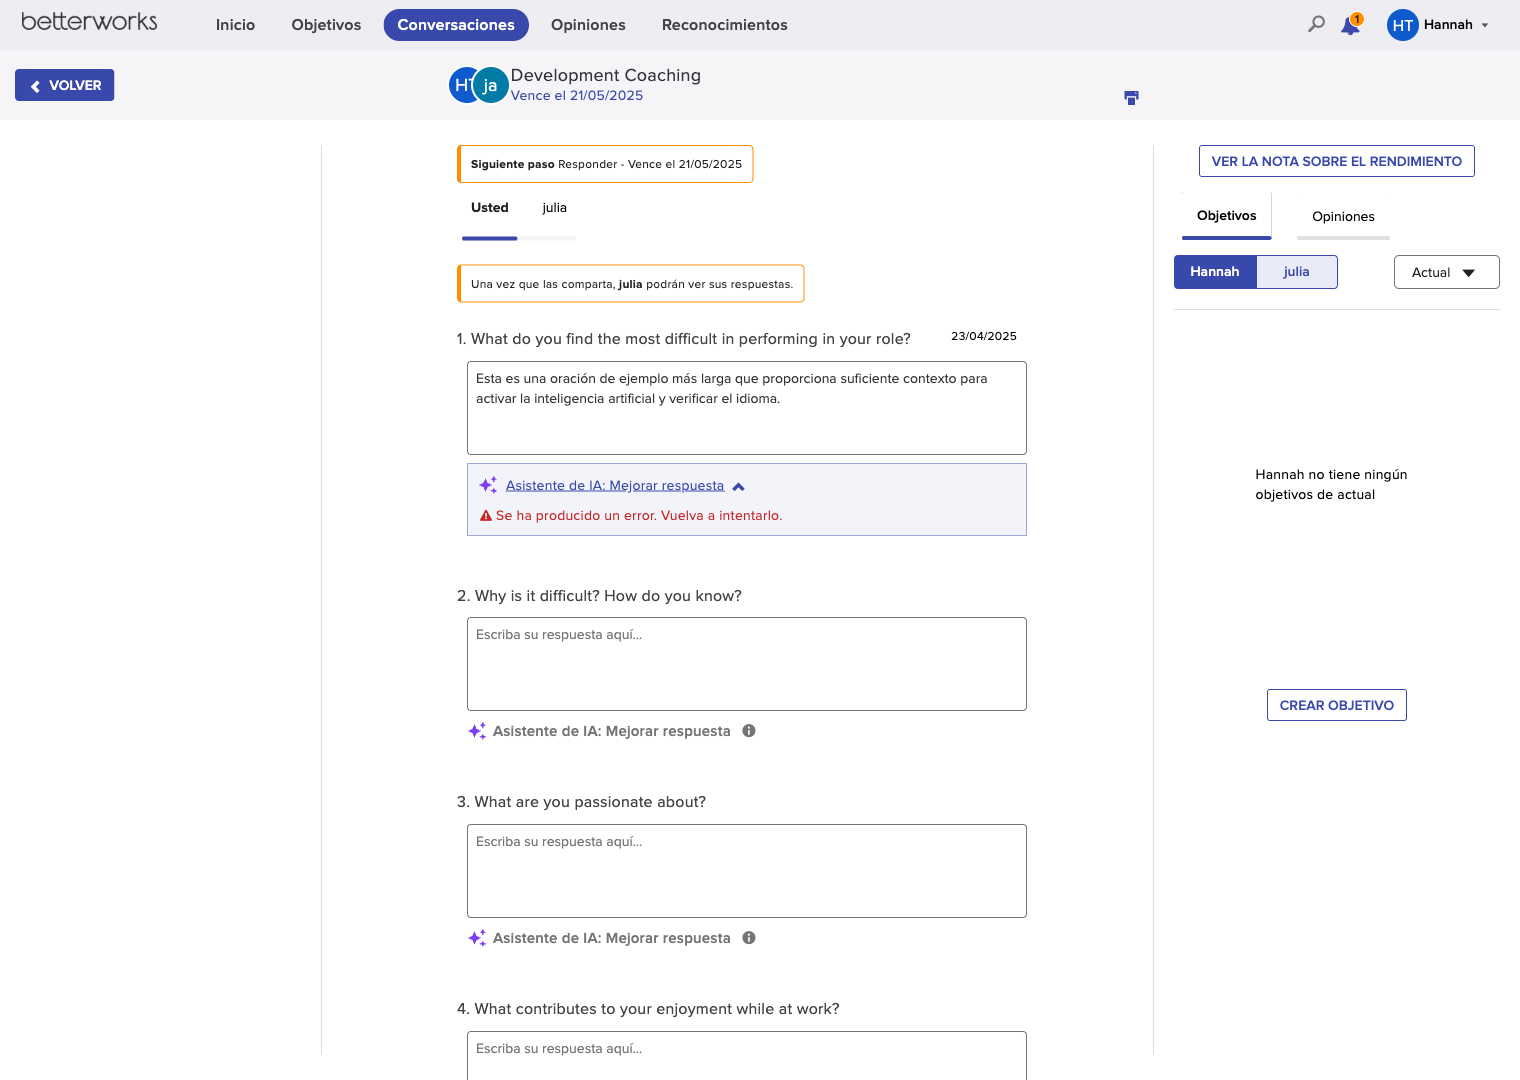 betterworks
Inicio
Objetivos
Conversaciones
Opiniones
Reconocimientos
1
HT
Hannah
VOLVER
HT
ja
Development Coaching
Vence el 21/05/2025
Siguiente paso Responder - Vence el 21/05/2025
Usted
julia
Una vez que las comparta, julia podrán ver sus respuestas.
1. What do you find the most difficult in performing in your role?
23/04/2025
Esta es una oración de ejemplo más larga que proporciona suficiente contexto para
activar la inteligencia artificial y verificar el idioma.
Asistente de IA: Mejorar respuesta
Se ha producido un error. Vuelva a intentarlo.
2. Why is it difficult? How do you know?
Escriba su respuesta aquí...
Asistente de IA: Mejorar respuesta
3. What are you passionate about?
Escriba su respuesta aquí...
Asistente de IA: Mejorar respuesta
4. What contributes to your enjoyment while at work?
Escriba su respuesta aquí...
VER LA NOTA SOBRE EL RENDIMIENTO
Objetivos
Opiniones
Hannah
julia
Actual
Hannah no tiene ningún
objetivos de actual
CREAR OBJETIVO